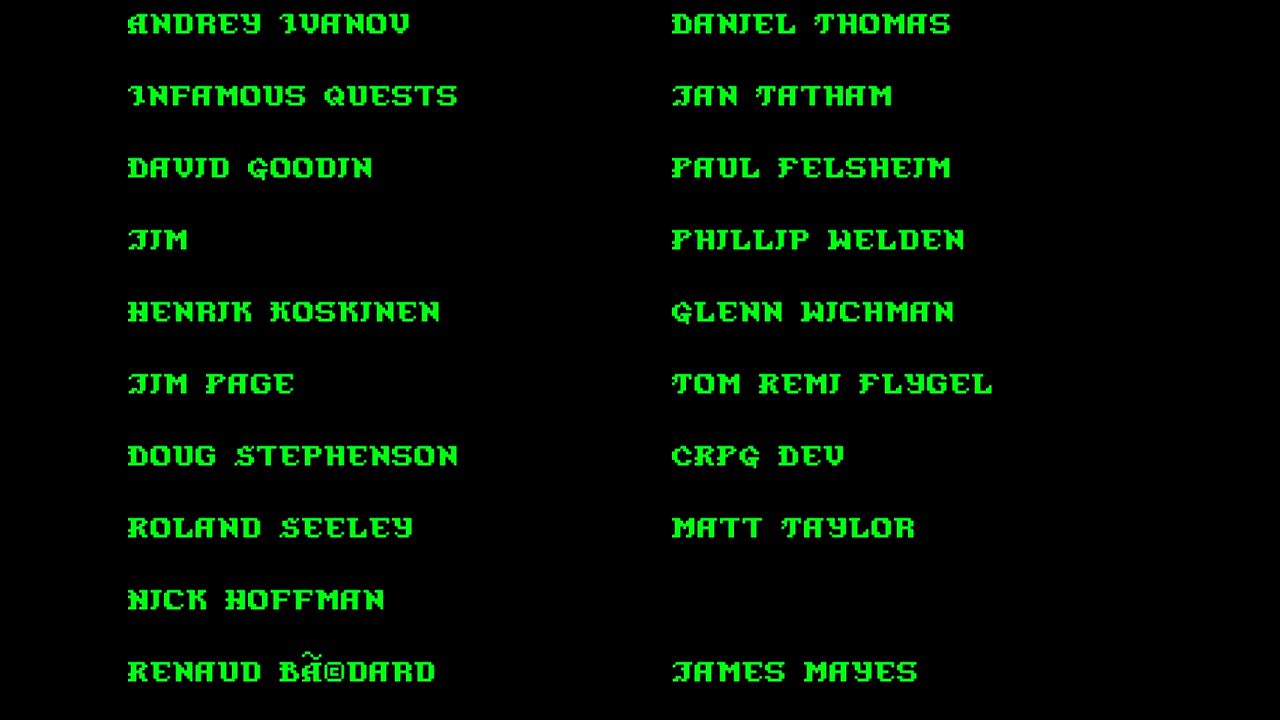 ANDREY IVANOV
DANIEL THOMAS
INFAMOUS QUESTS
JAN TATHAM
DAVID GOODIN
PAUL FELSHEIM
JIM
PHILLIP WELDEN
HENRIK KOSKINEN
GLENN WICHMAN
JIM PAGE
TOM REMI FLYGEL
DOUG STEPHENSON
CRPG DEV
ROLAND SEELEY
MATT TAYLOR
NICK HOFFMAN
RENAUD BÃ©DARD
JAMES MAYES